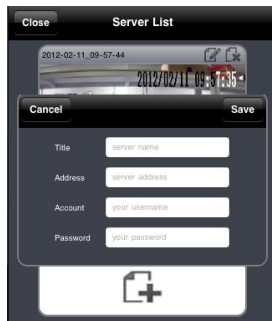 Close Server List
2012-02-11_09-57-44
2012/02/11 09:57:35
Cancel Save
Title server name
Address server address
Account your username
Password your password